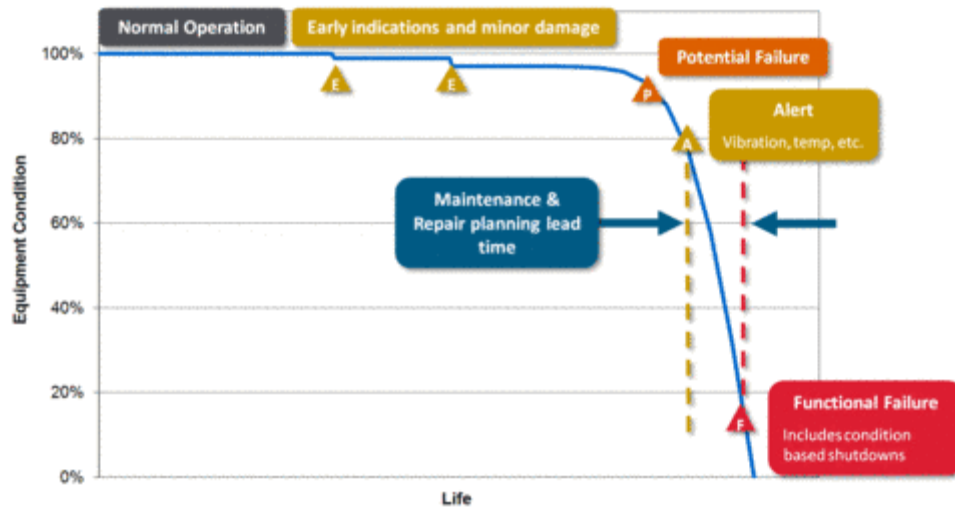 Normal Operation
Early indications and minor damage
100%
E
E
Potential Failure
P
Alert
Vibration, temp, etc.
80%
A
Maintenance &
Repair planning lead
time
60%
Equipment Condition
40%
20%
Functional Failure
Includes condition
based shutdowns
F
0%
Life